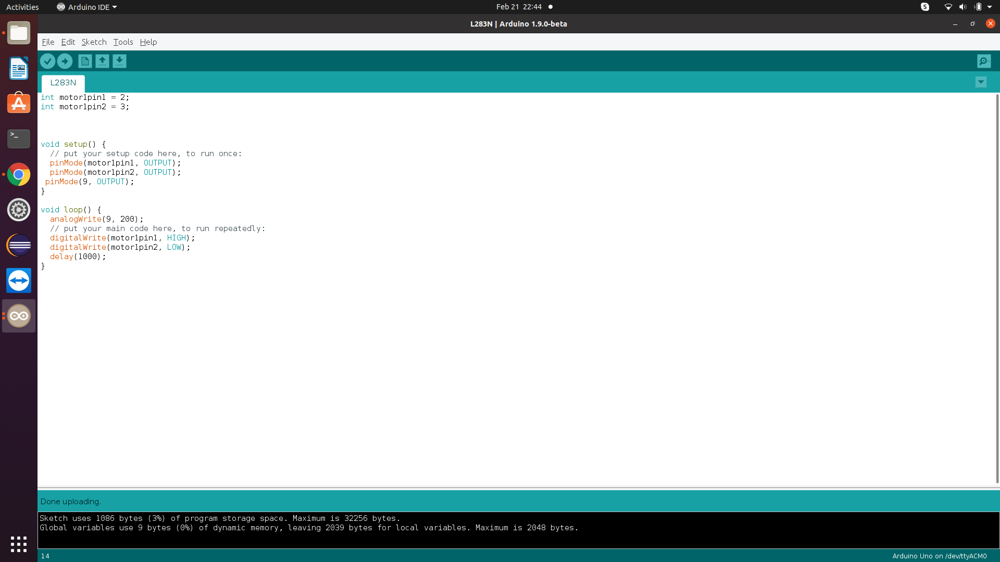 Activities
Arduino IDE
Feb 21 22:44
S
L283N | Arduino 1.9.0-beta
File Edit Sketch Tools Help
L283N
int motor1pin1 = 2;
int motor1pin2 = 3;
void setup() {
// put your setup code here, to run once:
pinMode(motor1pin1, OUTPUT);
pinMode(motor1pin2, OUTPUT);
pinMode(9, OUTPUT);
}
void loop() {
analogWrite(9, 200);
// put your main code here, to run repeatedly:
digitalWrite(motor1pin1, HIGH);
digitalWrite(motor1pin2, LOW);
delay(1000);
}
Done uploading.
Sketch uses 1086 bytes (3%) of program storage space. Maximum is 32256 bytes.
Global variables use 9 bytes (0%) of dynamic memory, leaving 2039 bytes for local variables. Maximum is 2048 bytes.
14
Arduino Uno on /dev/ttyACM0